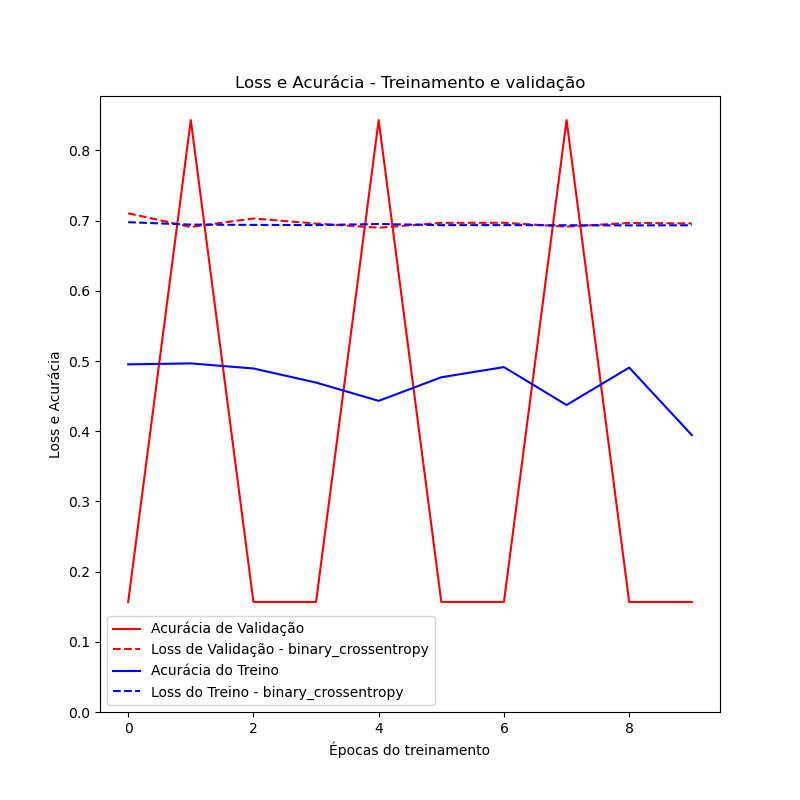 Loss e Acurácia - Treinamento e validação
Loss e Acurácia
0.8
0.7
0.6
0.5
0.4
0.3
0.2
0.1
0.0
Acurácia de Validação
Loss de Validação - binary_crossentropy
Acurácia do Treino
Loss do Treino - binary_crossentropy
0 2 4 6 8
Épocas do treinamento